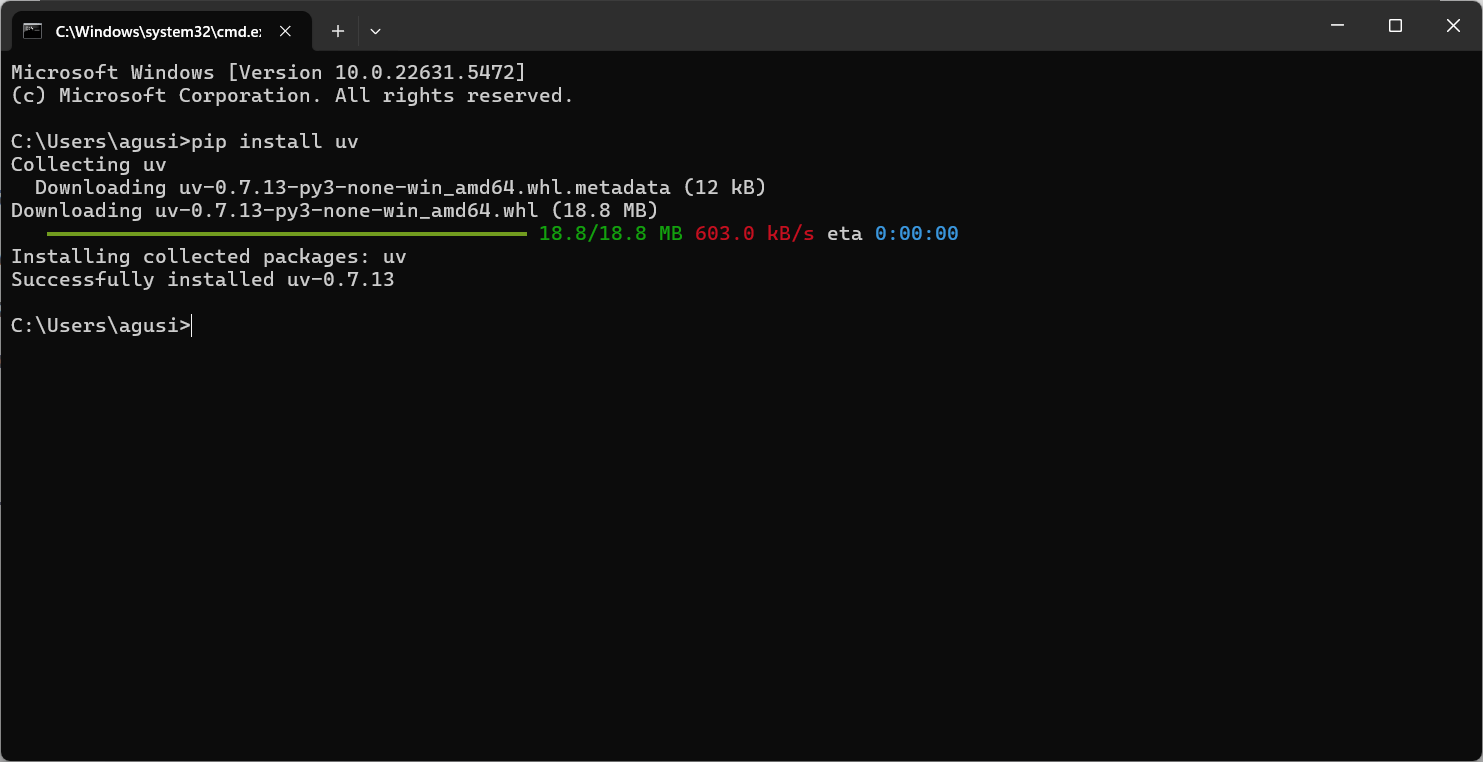 C:\Windows\system32\cmd.e
Microsoft Windows [Version 10.0.22631.5472]
(c) Microsoft Corporation. All rights reserved.
C:\Users\agusi>pip install uv
Collecting uv
  Downloading uv-0.7.13-py3-none-win_amd64.whl.metadata (12 kB)
Downloading uv-0.7.13-py3-none-win_amd64.whl (18.8 MB)
18.8/18.8 MB 603.0 kB/s eta 0:00:00
Installing collected packages: uv
Successfully installed uv-0.7.13
C:\Users\agusi>